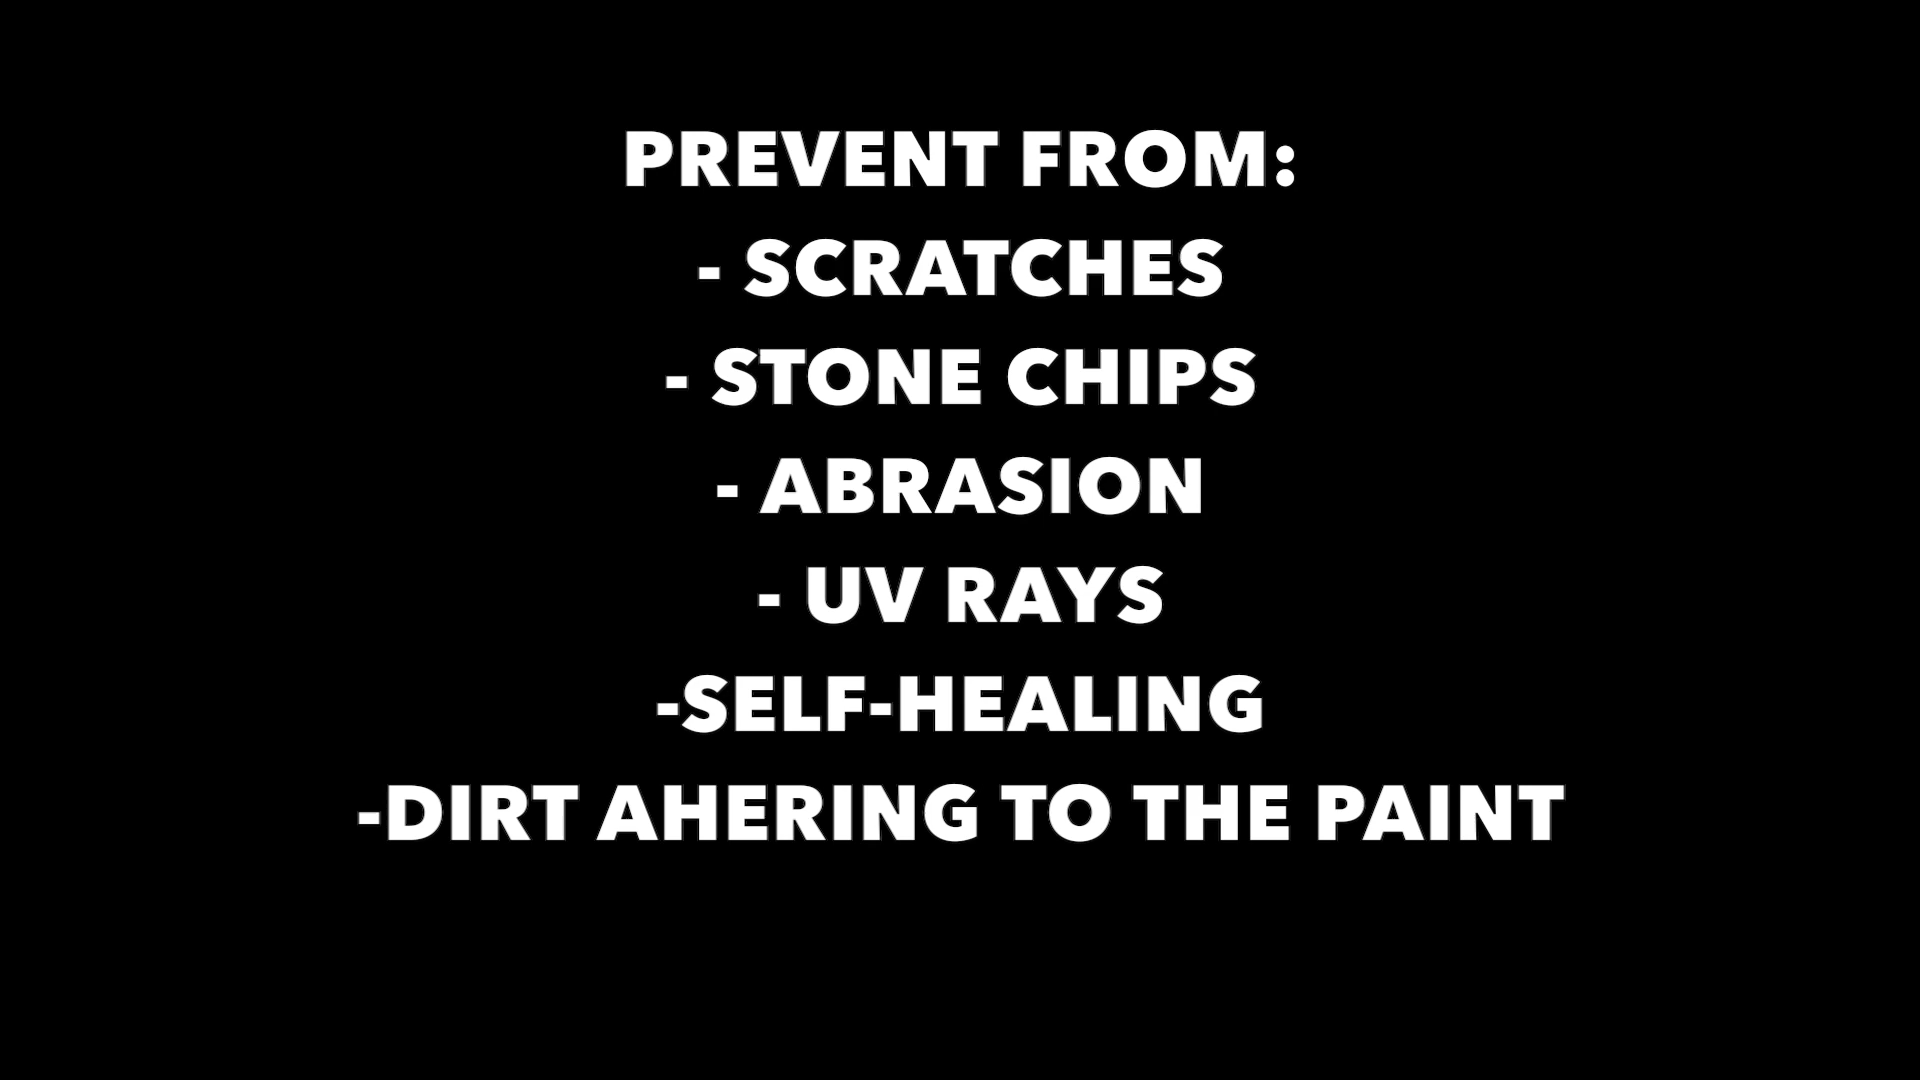 PREVENT FROM:
- SCRATCHES
- STONE CHIPS
- ABRASION
- UV RAYS
-SELF-HEALING
-DIRT AHERING TO THE PAINT